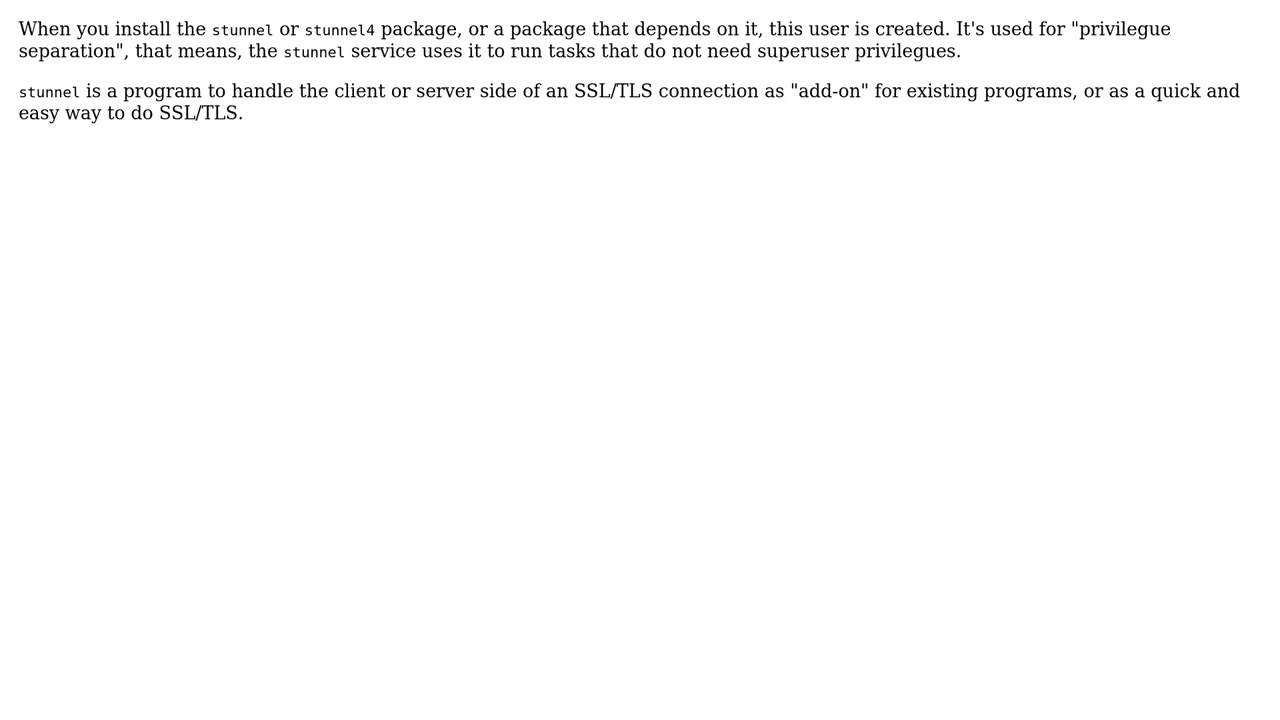 When you install the stunnel or stunnel4 package, or a package that depends on it, this user is created. It's used for "privilegue
separation", that means, the stunnel service uses it to run tasks that do not need superuser privilegues.
stunnel is a program to handle the client or server side of an SSL/TLS connection as "add-on" for existing programs, or as a quick and
easy way to do SSL/TLS.